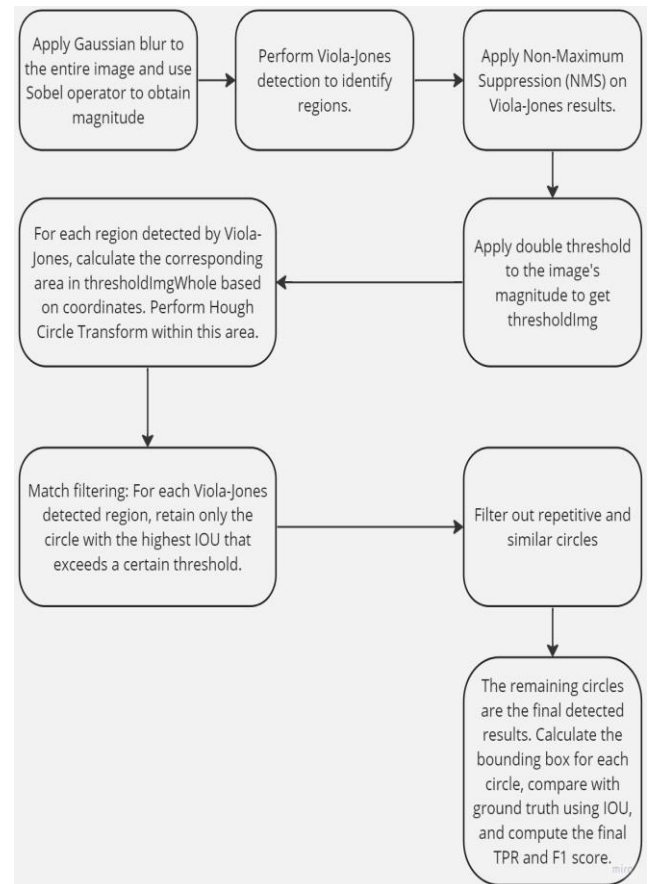 Apply Gaussian blur to
the entire image and use
Sobel operator to obtain
magnitude
Perform Viola-Jones
detection to identify
regions.
Apply Non-Maximum
Suppression (NMS) on
Viola-Jones results.
Apply double threshold
to the image's
magnitude to get
thresholdImg
For each region detected by Viola-
Jones, calculate the corresponding
area in thresholdImgWhole based
on coordinates. Perform Hough
Circle Transform within this area.
Match filtering: For each Viola-Jones
detected region, retain only the
circle with the highest IOU that
exceeds a certain threshold.
Filter out repetitive and
similar circles
The remaining circles
are the final detected
results. Calculate the
bounding box for each
circle, compare with
ground truth using IOU,
and compute the final
TPR and F1 score.
miro